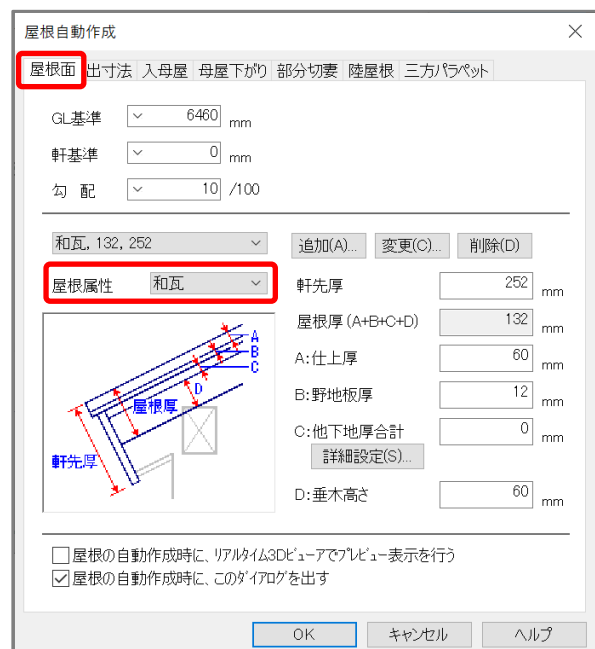 屋根自動作成
屋根面 出寸法 入母屋 母屋下がり 部分切妻 陸屋根 三方パラペット
GL基準 6460 mm
軒基準 0 mm
勾 配 10 /100
和瓦, 132, 252 追加(A)... 変更(C)... 削除(D)
屋根属性 和瓦
軒先厚 252 mm
屋根厚(A+B+C+D) 132 mm
A:仕上厚 60 mm
B:野地板厚 12 mm
C:他下地厚合計 0 mm
詳細設定(S)...
D:垂木高さ 60 mm
A
B
C
D
屋根厚
軒先厚
屋根の自動作成時に、リアルタイム3Dビューアでプレビュー表示を行う
屋根の自動作成時に、このダイアログを出す
OK キャンセル ヘルプ